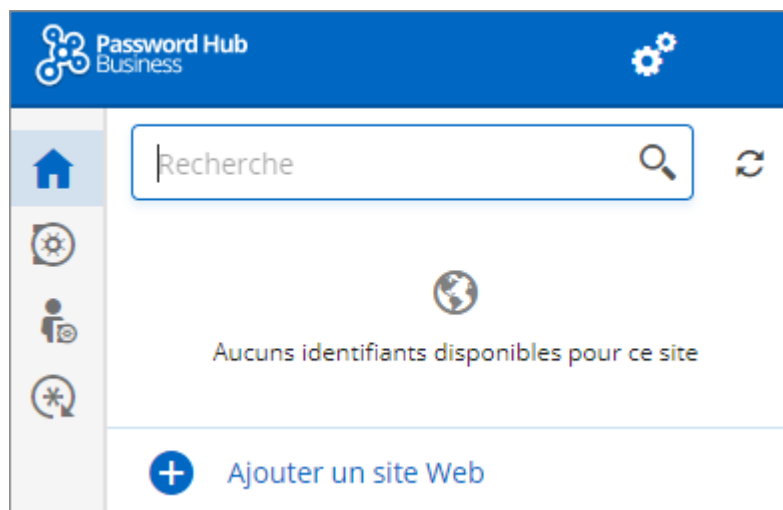 Password Hub
Business
Recherche
Aucuns identifiants disponibles pour ce site
Ajouter un site Web